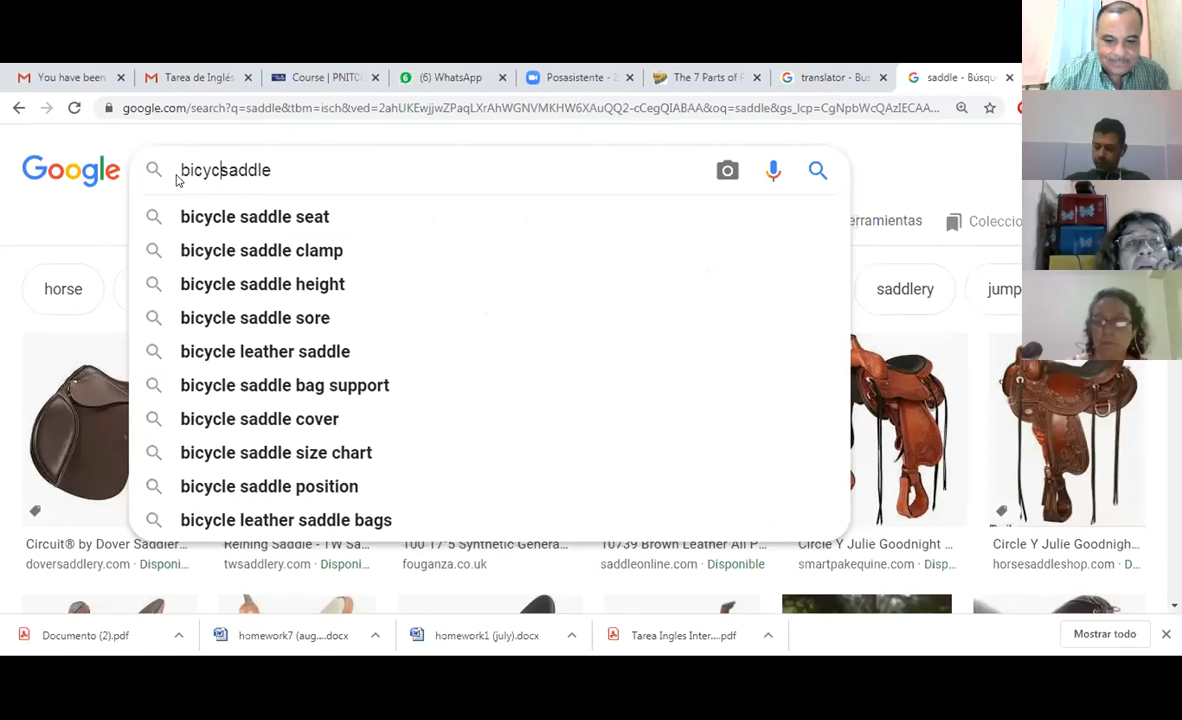 You have been
Tarea de Inglés
Course | PNITC
(6) WhatsApp
Posasistente - 2
The 7 Parts of F
translator - Bus
saddle - Búsqu
google.com/search?q=saddle&tbm=isch&ved=2ahUKEwjjwZPaqLXrAhWGNVMKHW6XAuQQ2-cCegQIABAA&oq=saddle&gs_lcp=CgNpbWcQAzIECAA...
Google
bicycsaddle
bicycle saddle seat
bicycle saddle clamp
bicycle saddle height
bicycle saddle sore
bicycle leather saddle
bicycle saddle bag support
bicycle saddle cover
bicycle saddle size chart
bicycle saddle position
bicycle leather saddle bags
erramientas
Coleccio
horse
saddlery
jump
Circuit® by Dover Saddler...
Reining Saddle - TW Sa...
100 17"5 Synthetic Genera...
10739 Brown Leather All P...
Circle Y Julie Goodnight ...
Circle Y Julie Goodnigh...
doversaddlery.com · Disponi...
twsaddlery.com · Disponi...
fouganza.co.uk
saddleonline.com · Disponible
smartpakequine.com · Disp...
horsesaddleshop.com · D...
Documento (2).pdf
homework7 (aug....docx
homework1 (july).docx
Tarea Ingles Inter....pdf
Mostrar todo